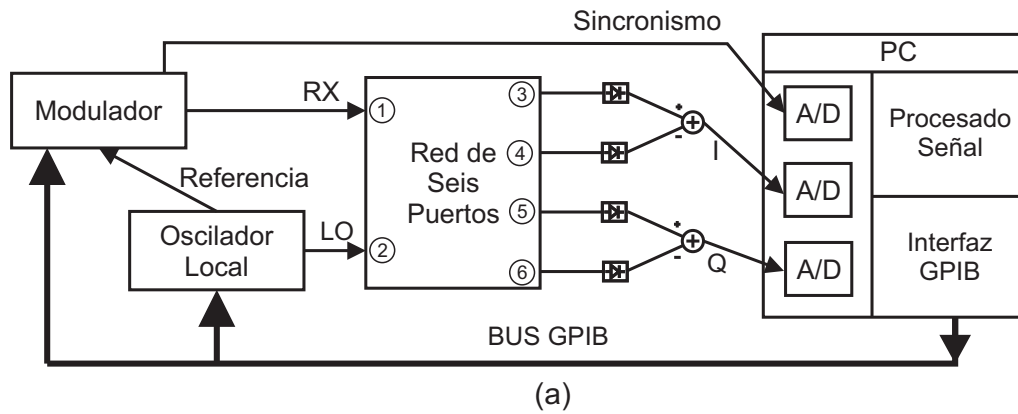 Sincronismo
PC
Modulador
RX
1
3
A/D
Procesado
Señal
+
-
I
4
Red de
Seis
Puertos
Referencia
A/D
Oscilador
Local
LO
2
5
+
-
Q
6
A/D
Interfaz
GPIB
BUS GPIB
(a)